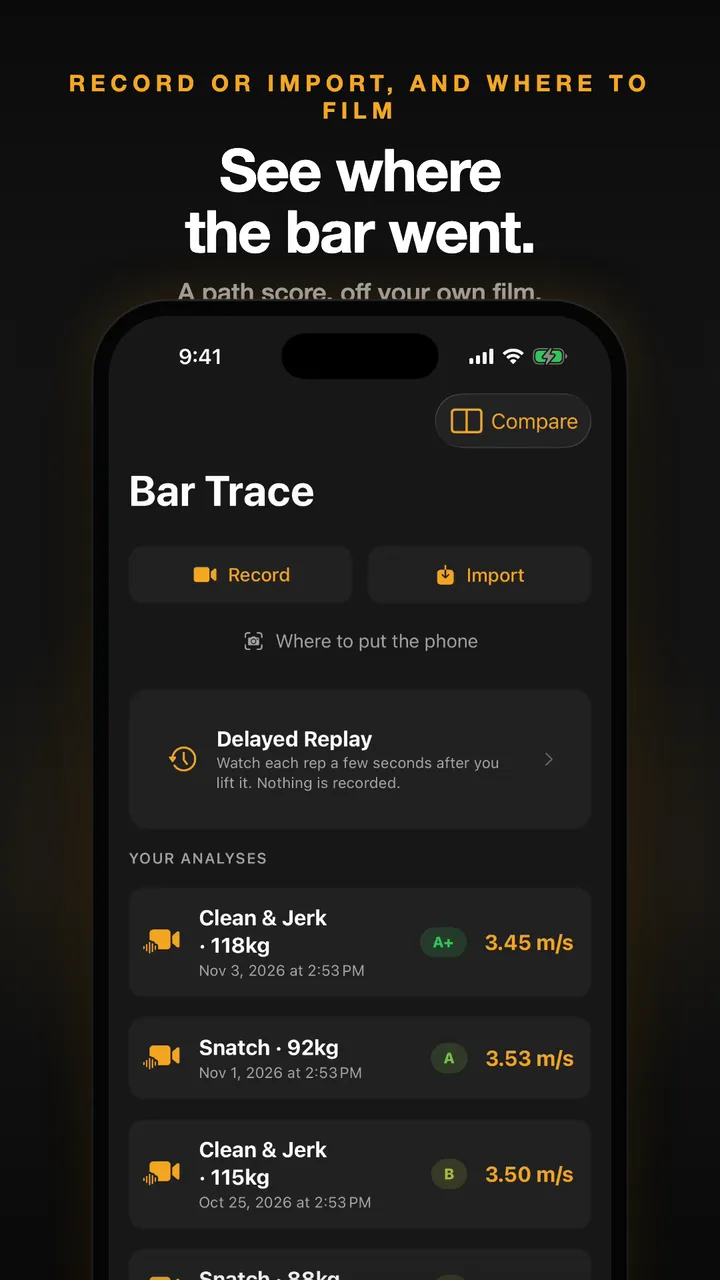 RECORD OR IMPORT, AND WHERE TO
FILM
See where
the bar went.
A path score, off your own film.
9:41
Compare
Bar Trace
Record
Import
Where to put the phone
Delayed Replay
Watch each rep a few seconds after you
lift it. Nothing is recorded.
YOUR ANALYSES
Clean & Jerk
· 118kg
A+
3.45 m/s
Nov 3, 2026 at 2:53 PM
Snatch · 92kg
A
3.53 m/s
Nov 1, 2026 at 2:53 PM
Clean & Jerk
· 115kg
B
3.50 m/s
Oct 25, 2026 at 2:53 PM
Snatch · 88kg